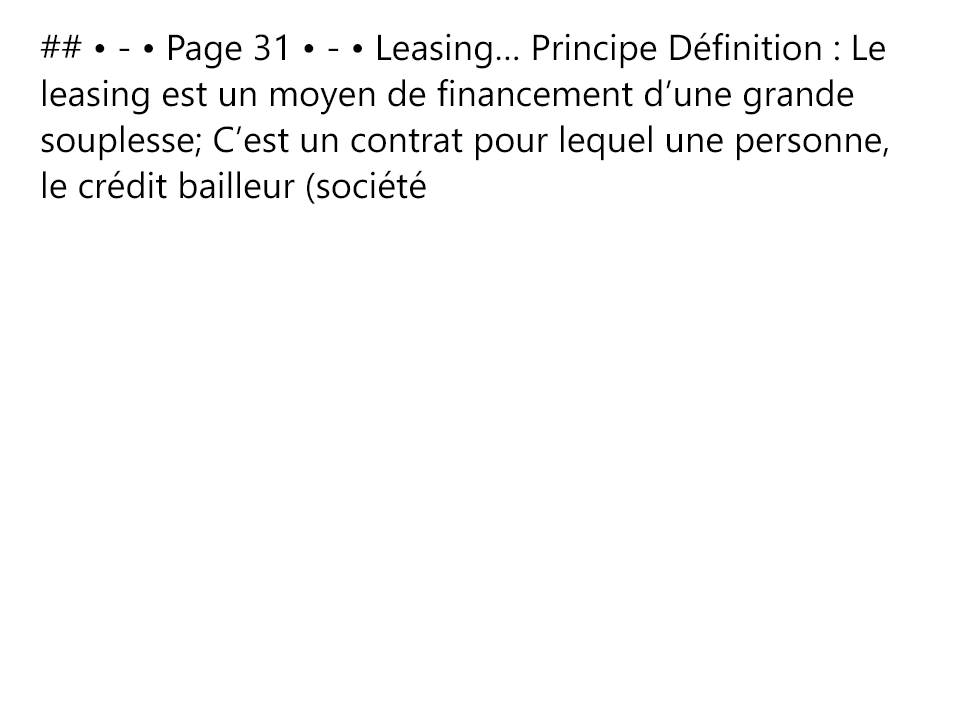 ## • - • Page 31 • - • Leasing… Principe Définition : Le
leasing est un moyen de financement d’une grande
souplesse; C’est un contrat pour lequel une personne,
le crédit bailleur (société